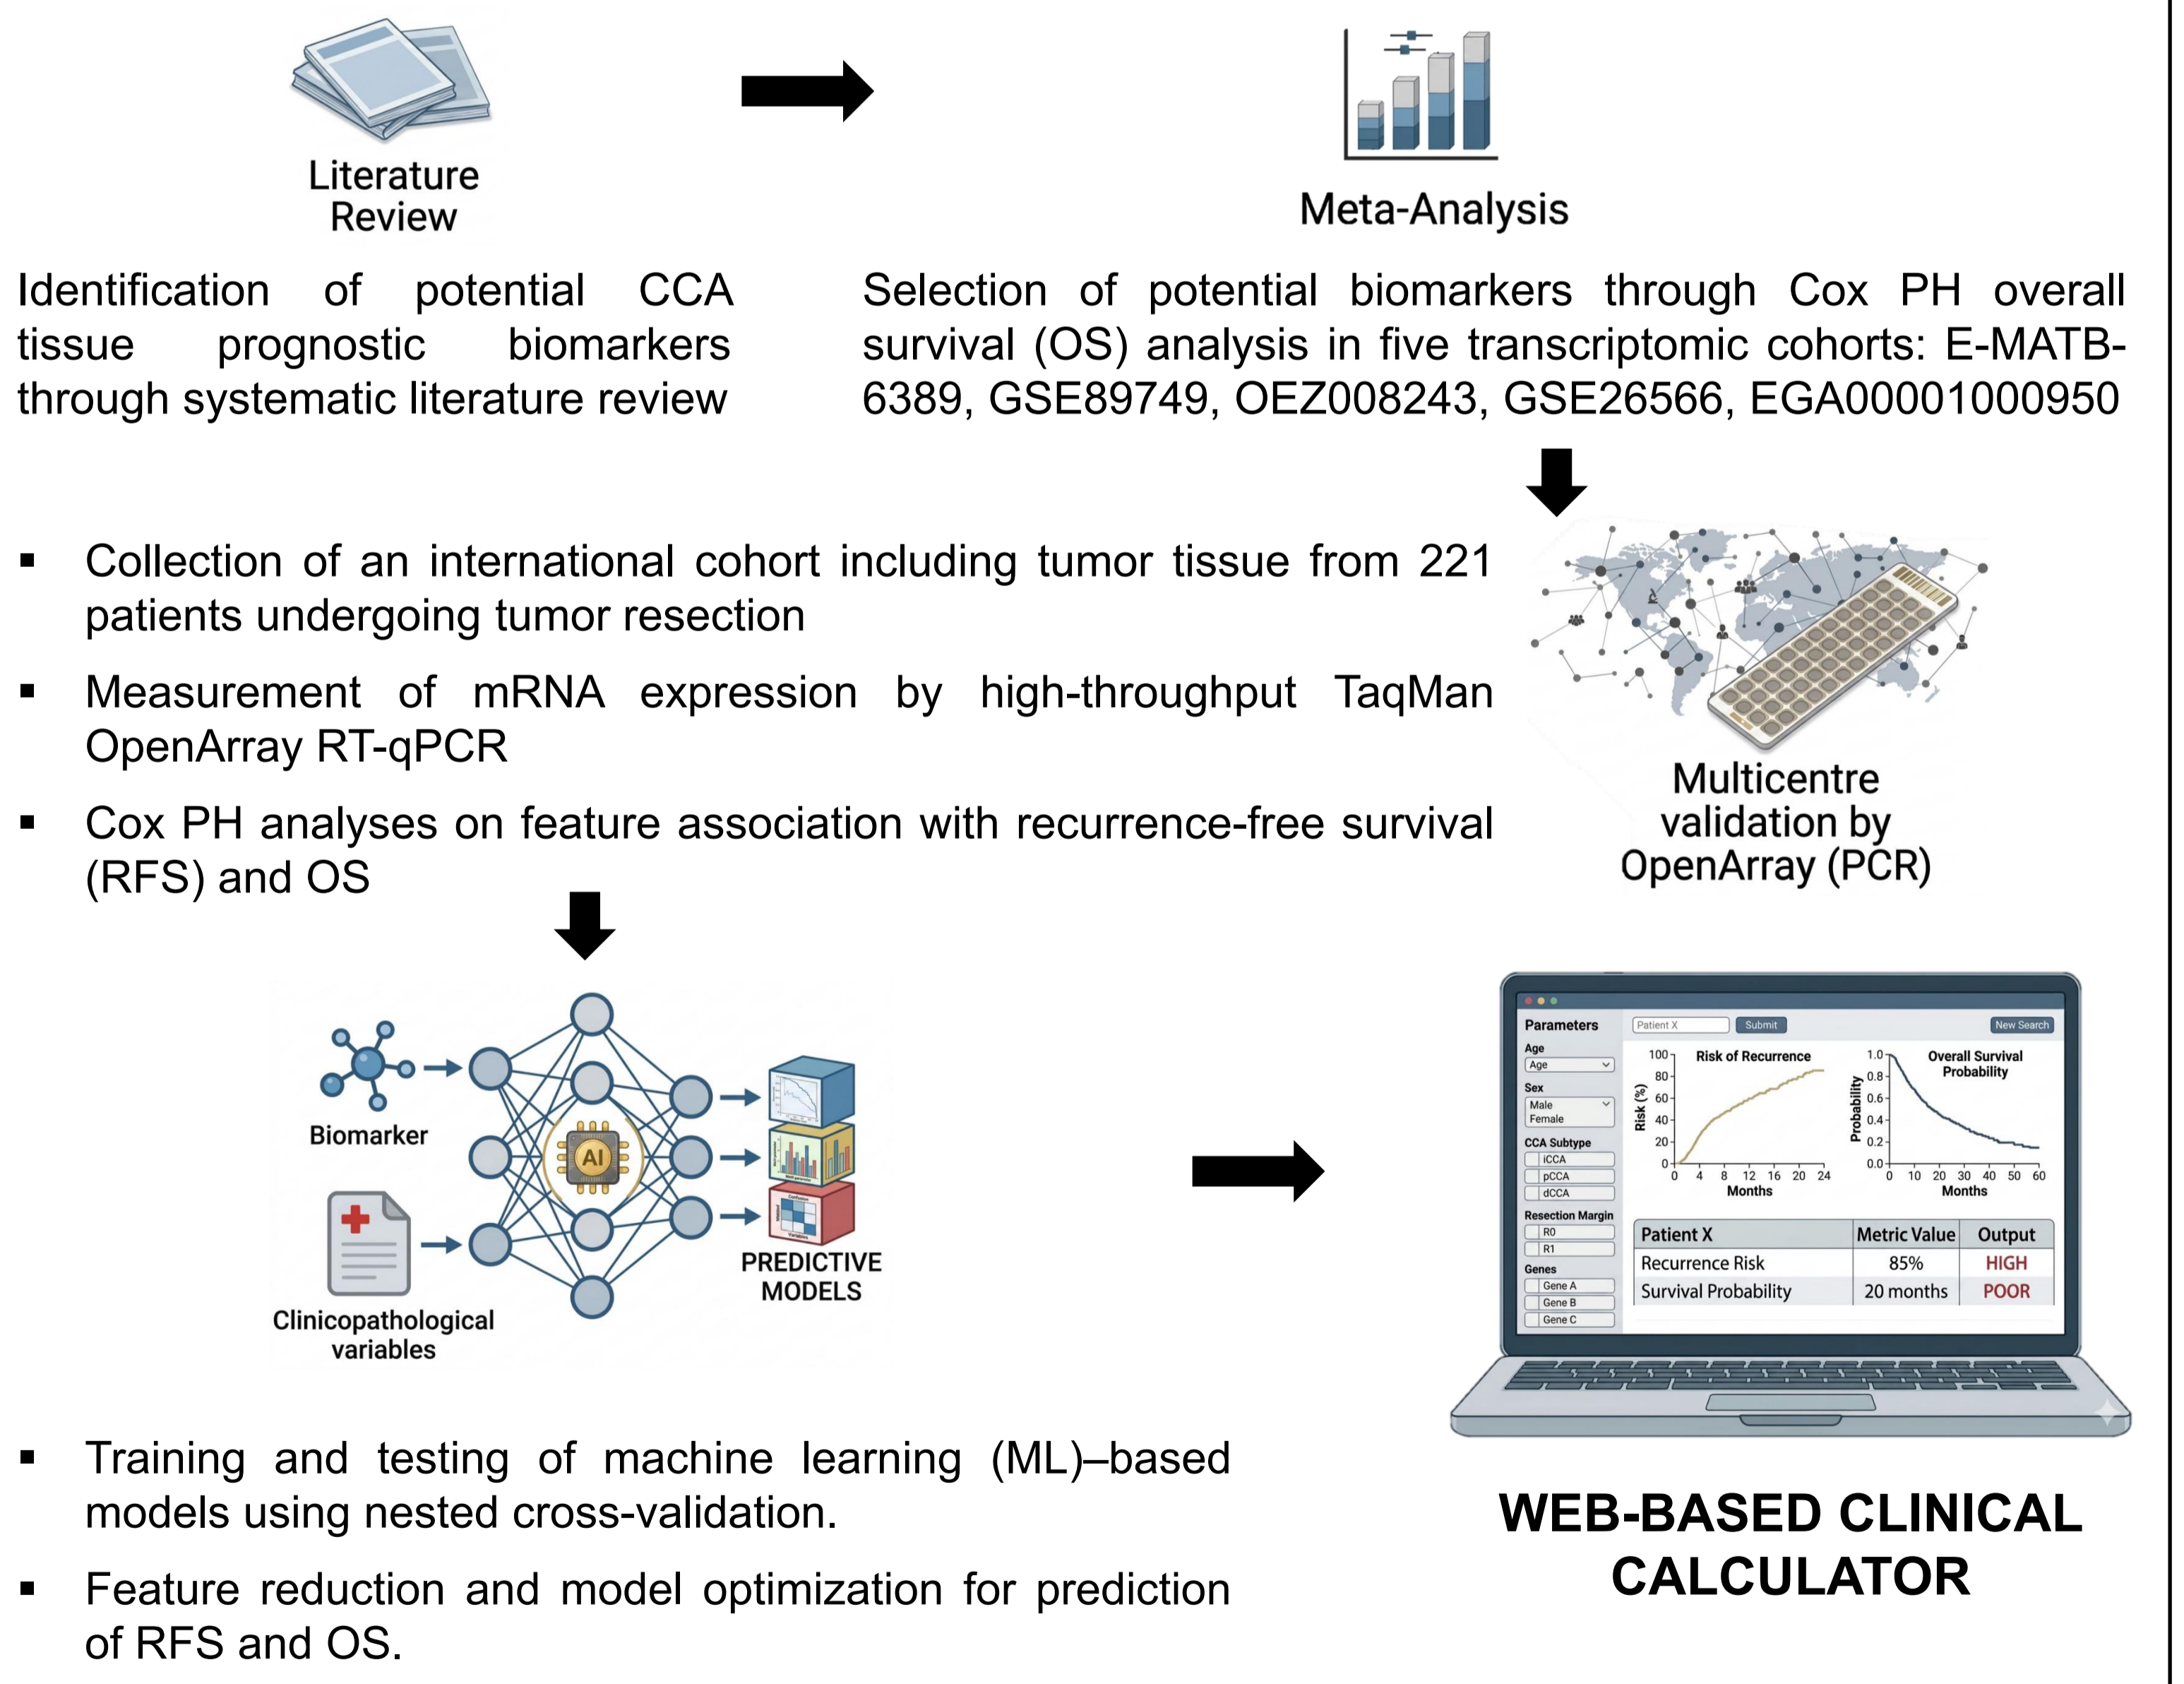 Literature
Review
Meta-Analysis
Identification of potential CCA
tissue prognostic biomarkers
through systematic literature review
Selection of potential biomarkers through Cox PH overall
survival (OS) analysis in five transcriptomic cohorts: E-MATB-
6389, GSE89749, OEZ008243, GSE26566, EGA00001000950
▪ Collection of an international cohort including tumor tissue from 221
patients undergoing tumor resection
▪ Measurement of mRNA expression by high-throughput TaqMan
OpenArray RT-qPCR
▪ Cox PH analyses on feature association with recurrence-free survival
(RFS) and OS
Multicentre
validation by
OpenArray (PCR)
Biomarker
Clinicopathological
variables
AI
PREDICTIVE
MODELS
Parameters
Age
Age
Sex
Male
Female
CCA Subtype
iCCA
pCCA
dCCA
Resection Margin
R0
R1
Genes
Gene A
Gene B
Gene C
Patient X Submit New Search
Risk of Recurrence
Risk (%)
100
80
60
40
20
0
0 4 8 12 16 20 24
Months
Overall Survival
Probability
Probability
1.0
0.8
0.6
0.4
0.2
0.0
0 10 20 30 40 50 60
Months
Patient X Metric Value Output
Recurrence Risk 85% HIGH
Survival Probability 20 months POOR
▪ Training and testing of machine learning (ML)–based
models using nested cross-validation.
▪ Feature reduction and model optimization for prediction
of RFS and OS.
WEB-BASED CLINICAL
CALCULATOR